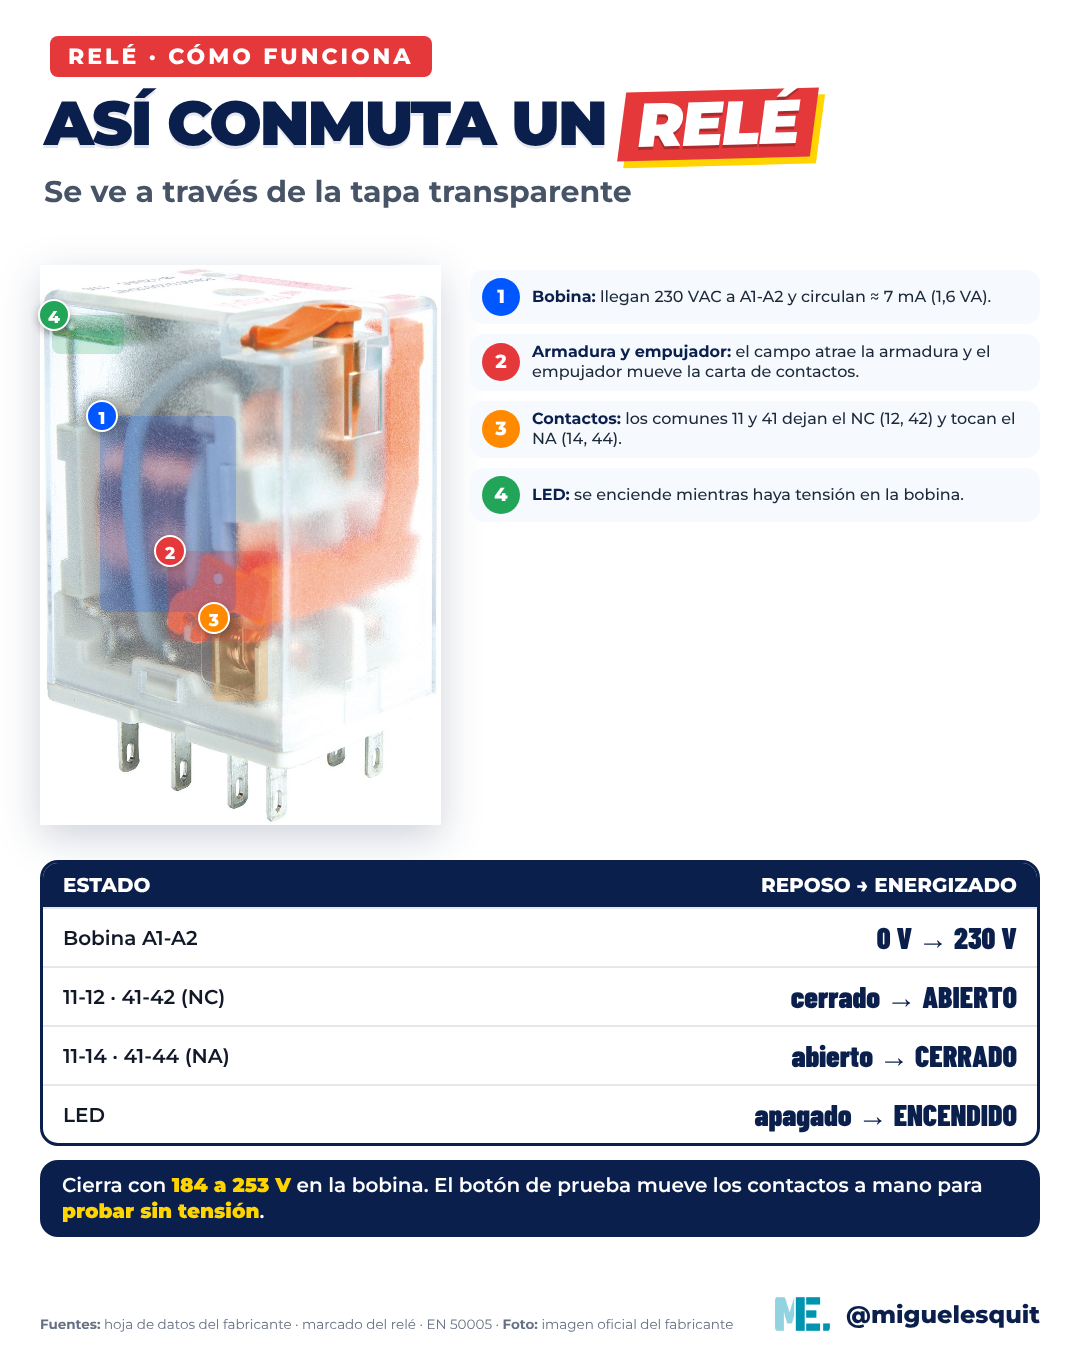 RELÉ · CÓMO FUNCIONA
ASÍ CONMUTA UN RELÉ
Se ve a través de la tapa transparente
4
1
2
3
1 Bobina: llegan 230 VAC a A1-A2 y circulan ≈ 7 mA (1,6 VA).
2 Armadura y empujador: el campo atrae la armadura y el
empujador mueve la carta de contactos.
3 Contactos: los comunes 11 y 41 dejan el NC (12, 42) y tocan el
NA (14, 44).
4 LED: se enciende mientras haya tensión en la bobina.
ESTADO REPOSO → ENERGIZADO
Bobina A1-A2 0 V → 230 V
11-12 · 41-42 (NC) cerrado → ABIERTO
11-14 · 41-44 (NA) abierto → CERRADO
LED apagado → ENCENDIDO
Cierra con 184 a 253 V en la bobina. El botón de prueba mueve los contactos a mano para
probar sin tensión.
Fuentes: hoja de datos del fabricante · marcado del relé · EN 50005 · Foto: imagen oficial del fabricante
ME. @miguelesquit